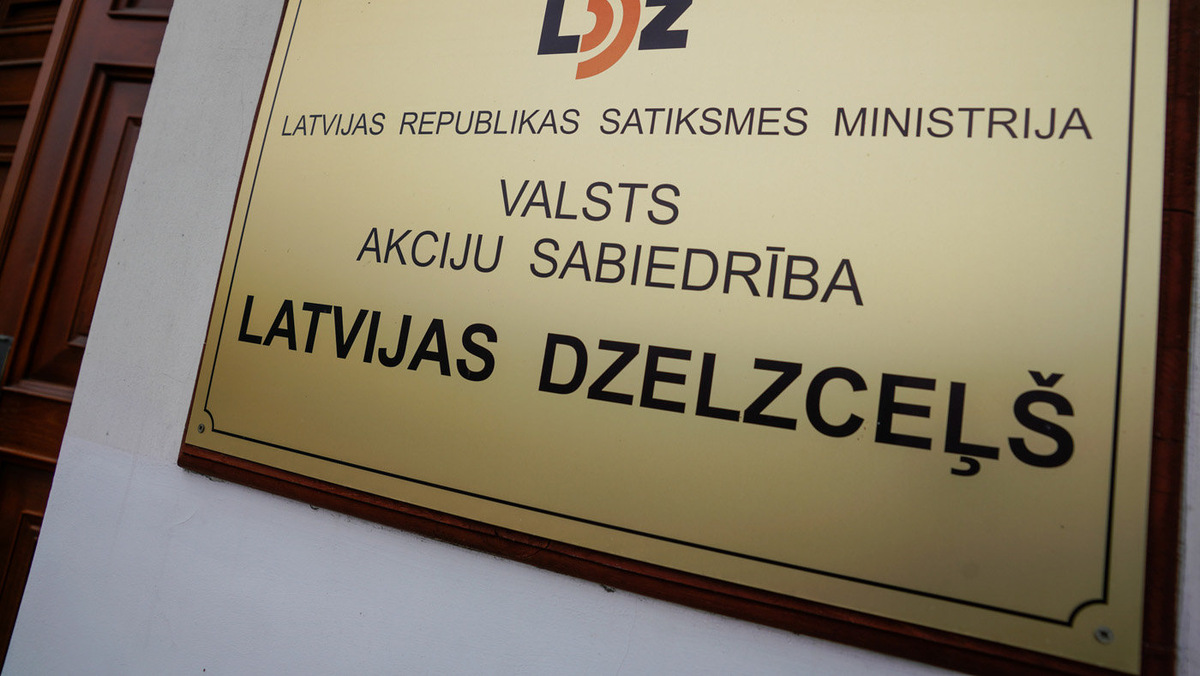 LDz
LATVIJAS REPUBLIKAS SATIKSMES MINISTRIJA
VALSTS
AKCIJU SABIEDRĪBA
LATVIJAS DZELZCEĻŠ